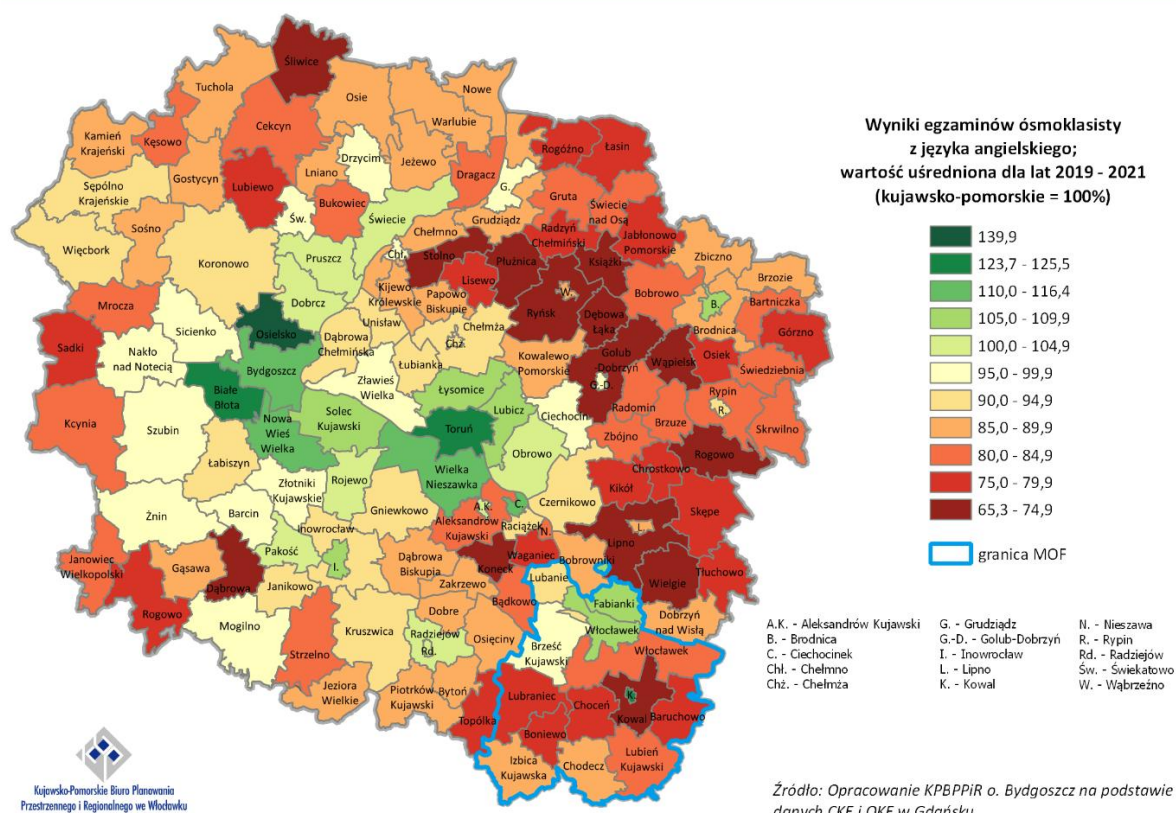 Śliwice
Tuchola
Osie
Nowe
Warlubie
Kamień
Krajeński
Kęsowo
Cekcyn
Drzycim
Jeżewo
Rogóźno
Łasin
Gostycyn
Lubiewo
Lniano
Dragacz
G.
Sępólno
Krajeńskie
Bukowiec
Gruta
Świecie
nad Osą
Św.
Świecie
Grudziądz
Sośno
Więcbork
Chełmno
Radzyń
Chełmiński
Jabłonowo
Pomorskie
Koronowo
Pruszcz
Chł.
Stolno
Płużnica
Książki
Zbiczno
Brzozie
Lisewo
Kijewo
Królewskie
Papowo
Biskupie
W.
Bobrowo
B.
Bartniczka
Mrocza
Dobrcz
Unisław
Ryńsk
Dębowa
Łąka
Brodnica
Górzno
Sicienko
Osielsko
Dąbrowa
Chełmińska
Chełmża
Chż.
Sadki
Nakło
nad Notecią
Bydgoszcz
Łubianka
Kowalewo
Pomorskie
Golub
Dobrzyń
Wąpielsk
Osiek
Świedziebnia
Zławieś
Wielka
Łysomice
G.-D.
Białe
Błota
Rypin
R.
Solec
Kujawski
Lubicz
Ciechocin
Radomin
Kcynia
Toruń
Brzuze
Skrwilno
Szubin
Nowa
Wieś
Wielka
Zbójno
Obrowo
Rogowo
Łabiszyn
Wielka
Nieszawka
Chrostkowo
Złotniki
Kujawskie
Rojewo
Kikół
Czernikowo
Skępe
Żnin
Barcin
Gniewkowo
A.K.
C.
Inowrocław
Aleksandrów
Kujawski
Raciążek
N.
L.
Pakość
I.
Waganiec
Lipno
Janowiec
Wielkopolski
Gąsawa
Dąbrowa
Biskupia
Koneck
Bobrowniki
Wielgie
Tłuchowo
Dąbrowa
Janikowo
Zakrzewo
Lubanie
Rogowo
Bądkowo
Fabianki
Dobre
Dobrzyń
nad Wisłą
Mogilno
Kruszwica
Radziejów
Rd.
Osięciny
Włocławek
Strzelno
Brześć
Kujawski
Włocławek
Jeziora
Wielkie
Piotrków
Kujawski
Bytoń
Lubraniec
Choceń
K.
Kowal
Baruchowo
Topólka
Boniewo
Izbica
Kujawska
Chodecz
Lubień
Kujawski
Wyniki egzaminów ósmoklasisty
z języka angielskiego;
wartość uśredniona dla lat 2019 - 2021
(kujawsko-pomorskie = 100%)
139,9
123,7 - 125,5
110,0 - 116,4
105,0 - 109,9
100,0 - 104,9
95,0 - 99,9
90,0 - 94,9
85,0 - 89,9
80,0 - 84,9
75,0 - 79,9
65,3 - 74,9
granica MOF
A.K. - Aleksandrów Kujawski
B. - Brodnica
C. - Ciechocinek
Chł. - Chełmno
Chż. - Chełmża
G. - Grudziądz
G.-D. - Golub-Dobrzyń
I. - Inowrocław
L. - Lipno
K. - Kowal
N. - Nieszawa
R. - Rypin
Rd. - Radziejów
Św. - Świekatowo
W. - Wąbrzeźno
Kujawsko-Pomorskie Biuro Planowania
Przestrzennego i Regionalnego we Włocławku
Źródło: Opracowanie KPBPPiR o. Bydgoszcz na podstawie
danych CKE i OKE w Gdańsku